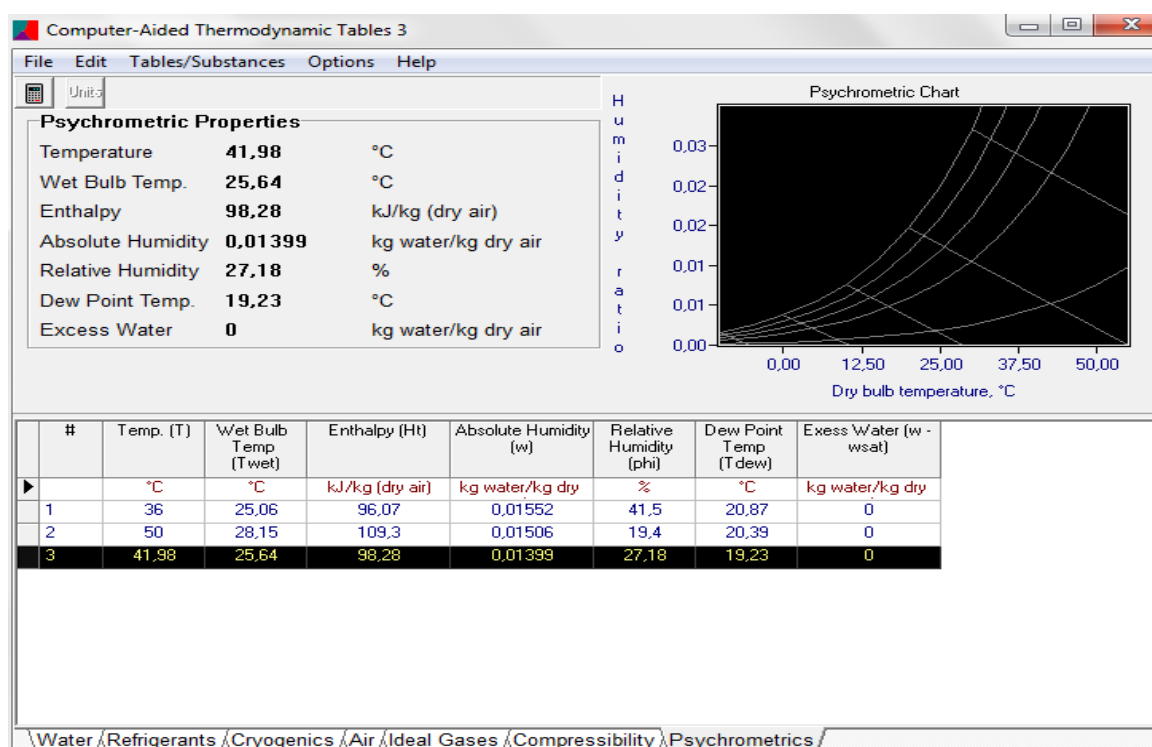 Computer-Aided Thermodynamic Tables 3
File Edit Tables/Substances Options Help
Units
Psychrometric Properties
Temperature 41,98 °C
Wet Bulb Temp. 25,64 °C
Enthalpy 98,28 kJ/kg (dry air)
Absolute Humidity 0,01399 kg water/kg dry air
Relative Humidity 27,18 %
Dew Point Temp. 19,23 °C
Excess Water 0 kg water/kg dry air
Psychrometric Chart
Humidity ratio
0,03
0,02
0,02
0,01
0,01
0,00
0,00 12,50 25,00 37,50 50,00
Dry bulb temperature, °C
# Temp. (T) Wet Bulb Temp (Twet) Enthalpy (Ht) Absolute Humidity (w) Relative Humidity (phi) Dew Point Temp (Tdew) Exess Water (w - wsat)
°C °C kJ/kg (dry air) kg water/kg dry % °C kg water/kg dry
1 36 25,06 96,07 0,01552 41,5 20,87 0
2 50 28,15 109,3 0,01506 19,4 20,39 0
3 41,98 25,64 98,28 0,01399 27,18 19,23 0
Water Refrigerants Cryogenics Air Ideal Gases Compressibility Psychrometrics